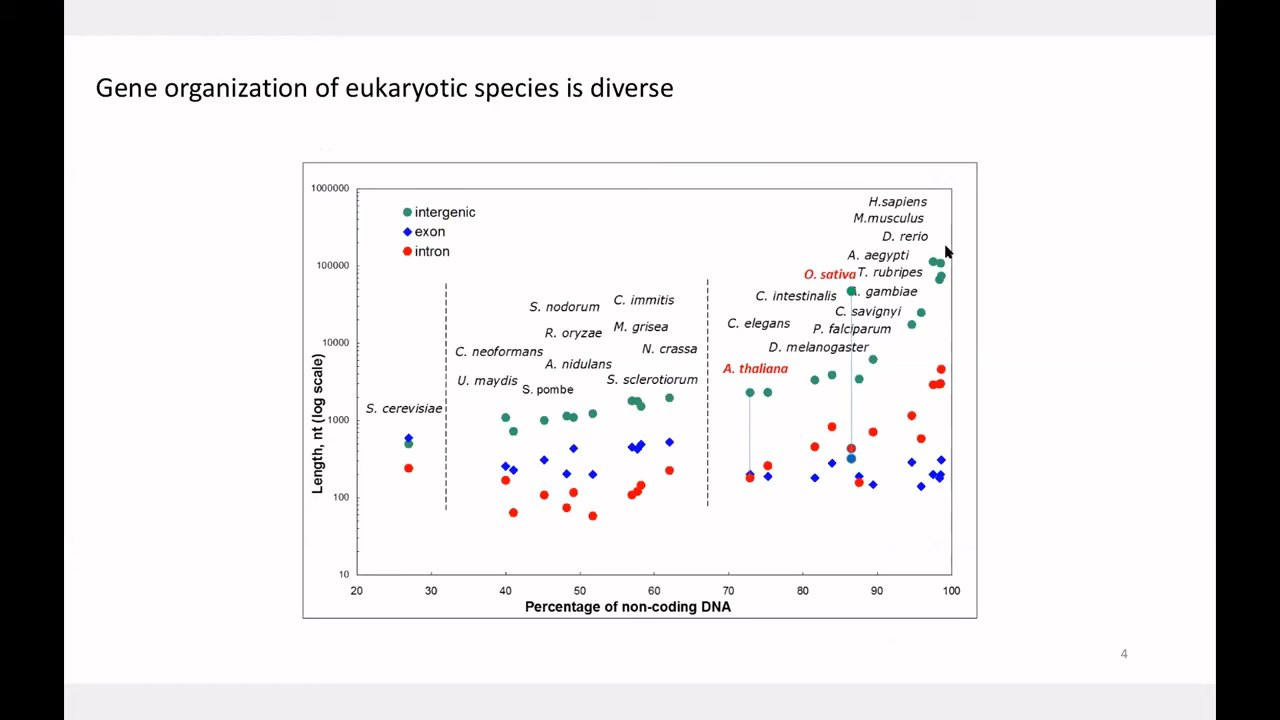 Gene organization of eukaryotic species is diverse
1000000
100000
10000
1000
100
10
Length, nt (log scale)
intergenic
exon
intron
S. cerevisiae
C. neoformans
U. maydis
S. nodorum
R. oryzae
A. nidulans
S. pombe
C. immitis
M. grisea
N. crassa
S. sclerotiorum
H.sapiens
M.musculus
D. rerio
A. aegypti
O. sativa T. rubripes
C. intestinalis gambiae
C. savignyi
C. elegans P. falciparum
D. melanogaster
A. thaliana
20 30 40 50 60 70 80 90 100
Percentage of non-coding DNA
4